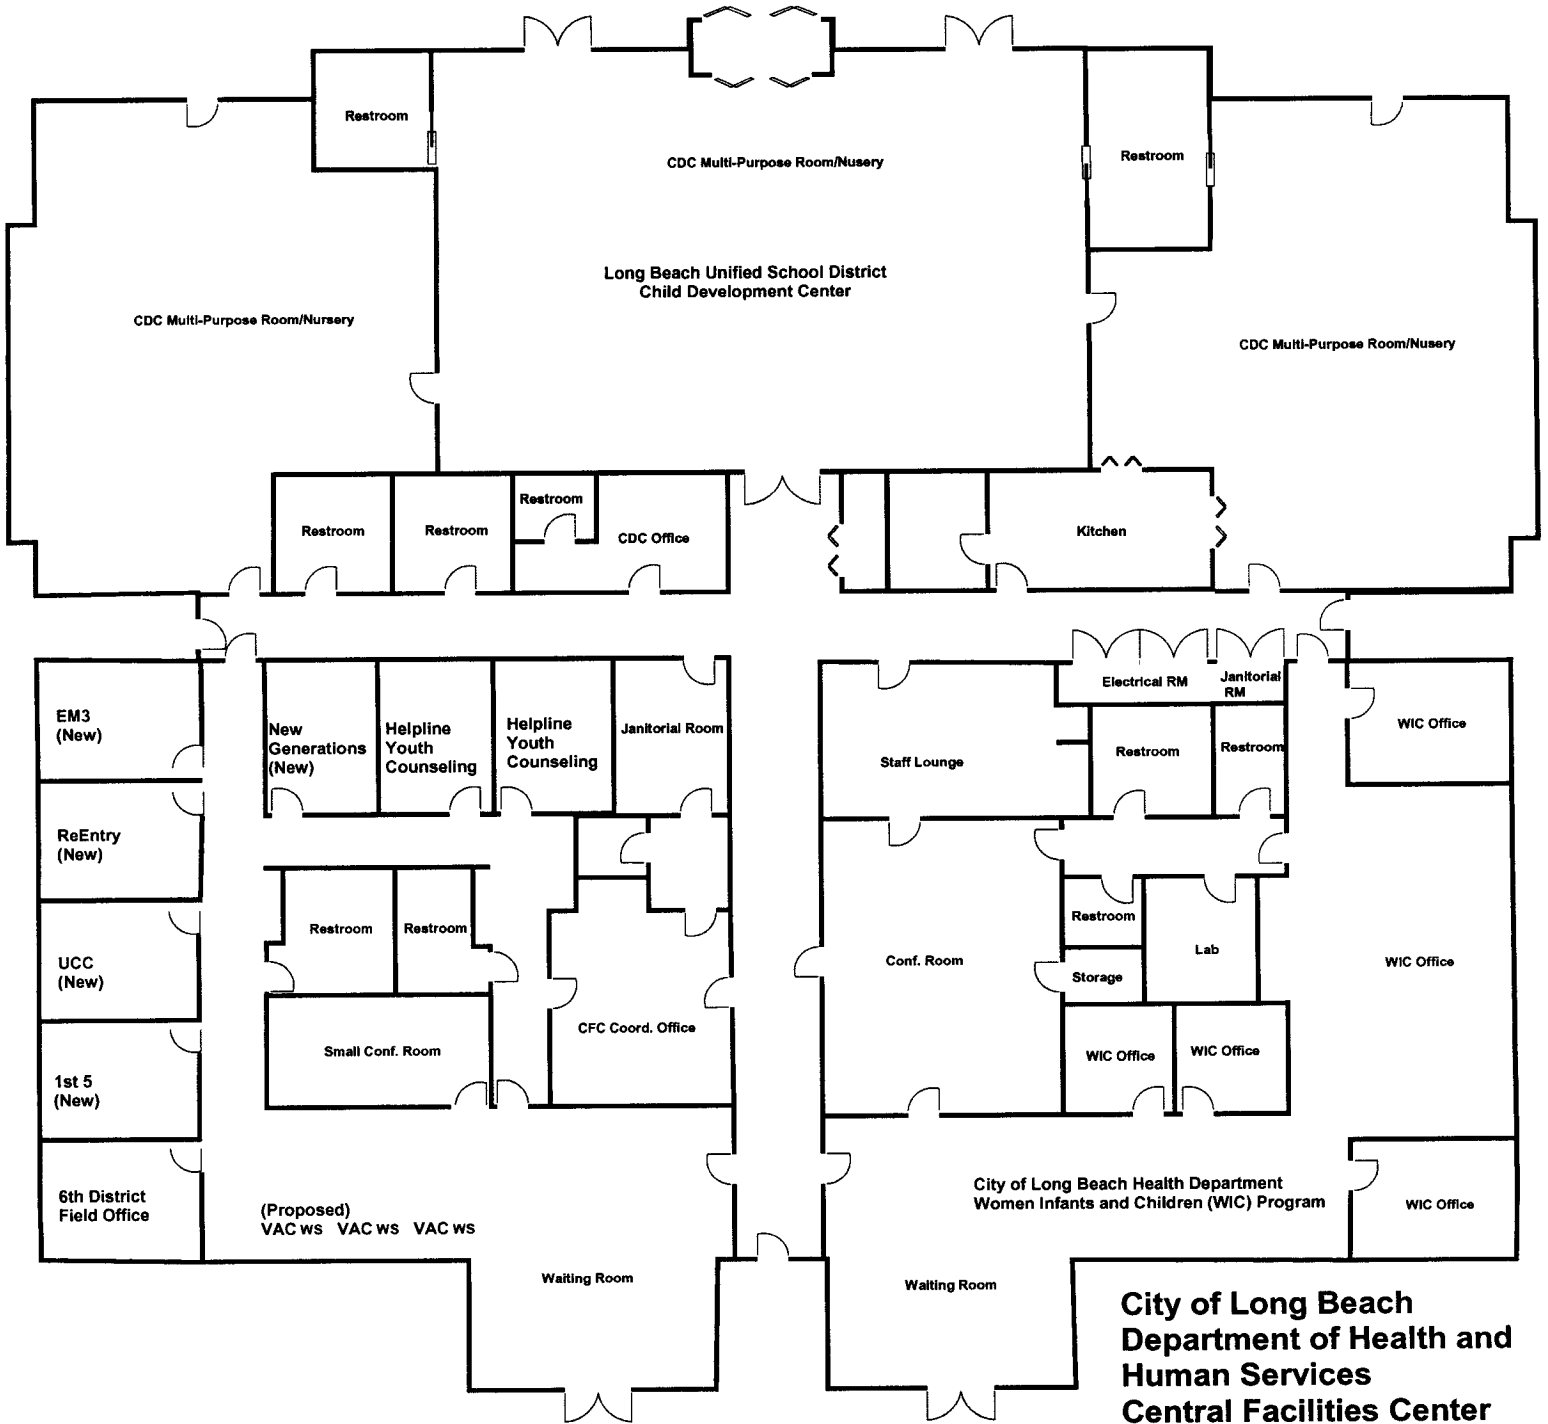 Restroom
CDC Multi-Purpose Room/Nusery
Restroom
Long Beach Unified School District
Child Development Center
CDC Multi-Purpose Room/Nursery
CDC Multi-Purpose Room/Nusery
Restroom
Restroom
Restroom
CDC Office
Kitchen
EM3
(New)
New
Generations
(New)
Helpline
Youth
Counseling
Helpline
Youth
Counseling
Janitorial Room
Staff Lounge
Electrical RM
Janitorial
RM
Restroom
Restroom
WIC Office
ReEntry
(New)
UCC
(New)
Restroom
Restroom
Conf. Room
Restroom
Storage
Lab
WIC Office
1st 5
(New)
Small Conf. Room
CFC Coord. Office
WIC Office
WIC Office
6th District
Field Office
(Proposed)
VAC ws VAC ws VAC ws
City of Long Beach Health Department
Women Infants and Children (WIC) Program
WIC Office
Waiting Room
Waiting Room
City of Long Beach
Department of Health and
Human Services
Central Facilities Center